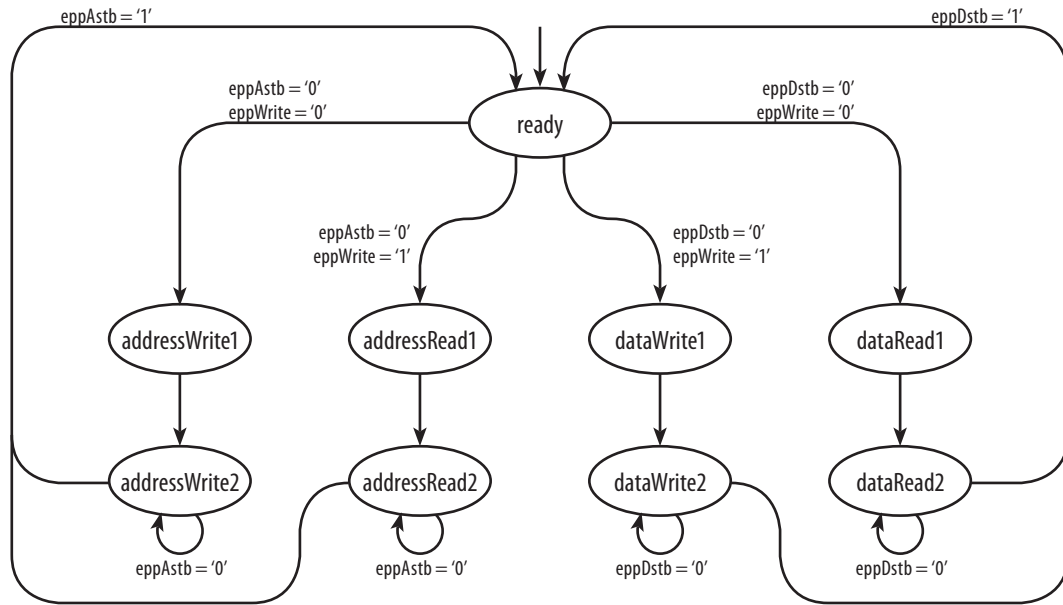 eppAstb = ‘1’
eppDstb = ‘1’
eppAstb = ‘0’
eppWrite = ‘0’
eppDstb = ‘0’
eppWrite = ‘0’
ready
eppAstb = ‘0’
eppWrite = ‘1’
eppDstb = ‘0’
eppWrite = ‘1’
addressWrite1
addressRead1
dataWrite1
dataRead1
addressWrite2
addressRead2
dataWrite2
dataRead2
eppAstb = ‘0’
eppAstb = ‘0’
eppDstb = ‘0’
eppDstb = ‘0’